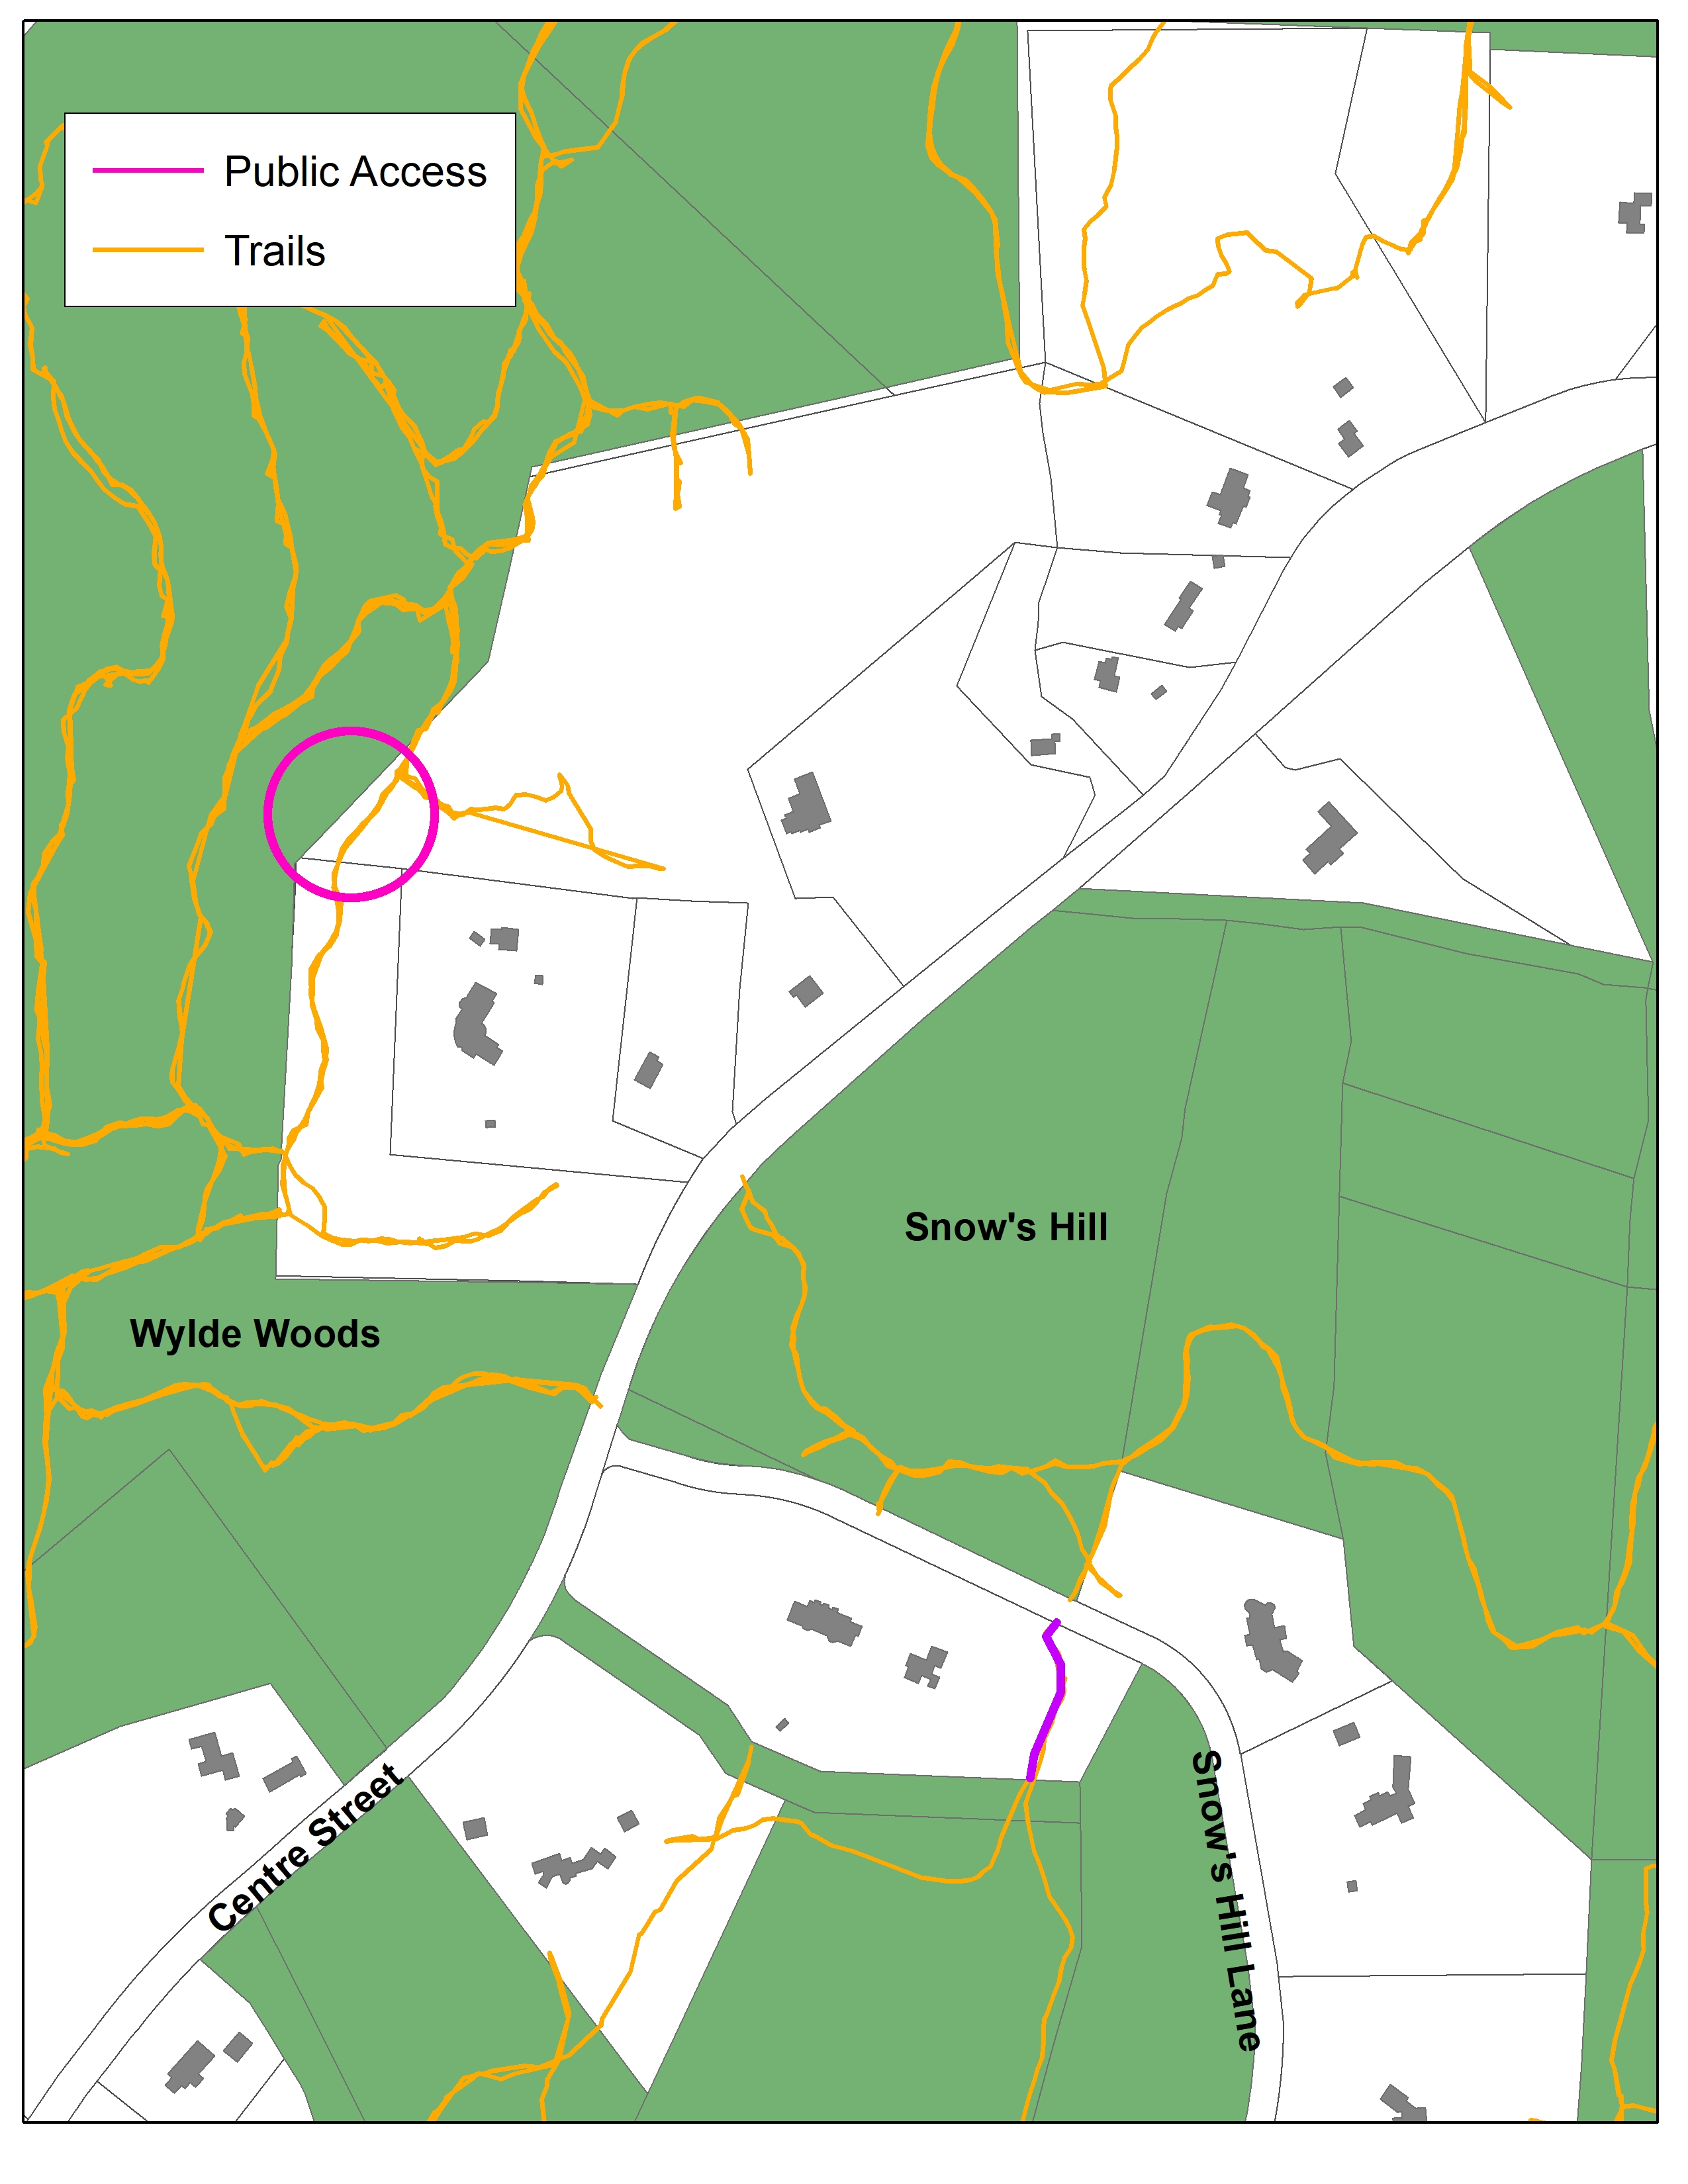 Public Access
Trails
Snow's Hill
Wylde Woods
Centre Street
Snow's Hill Lane